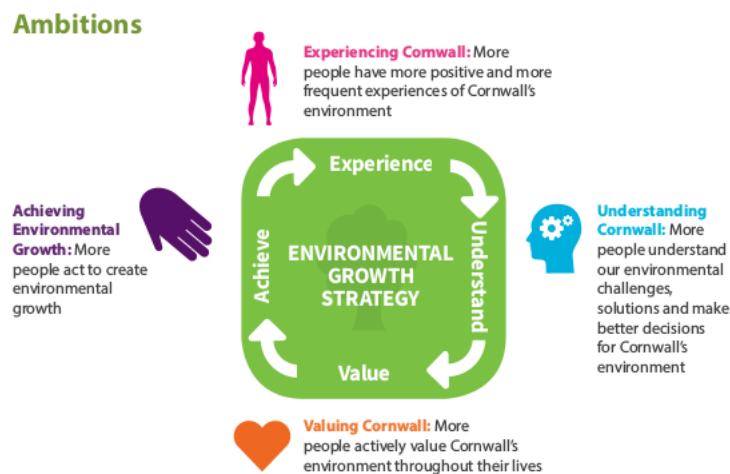 Ambitions
Experiencing Cornwall: More
people have more positive and more
frequent experiences of Cornwall's
environment
Experience
Achieving
Environmental
Growth: More
people act to create
environmental
growth
Achieve
ENVIRONMENTAL
GROWTH
STRATEGY
Understand
Understanding
Cornwall: More
people understand
our environmental
challenges,
solutions and make
better decisions
for Cornwall's
environment
Value
Valuing Cornwall: More
people actively value Cornwall's
environment throughout their lives